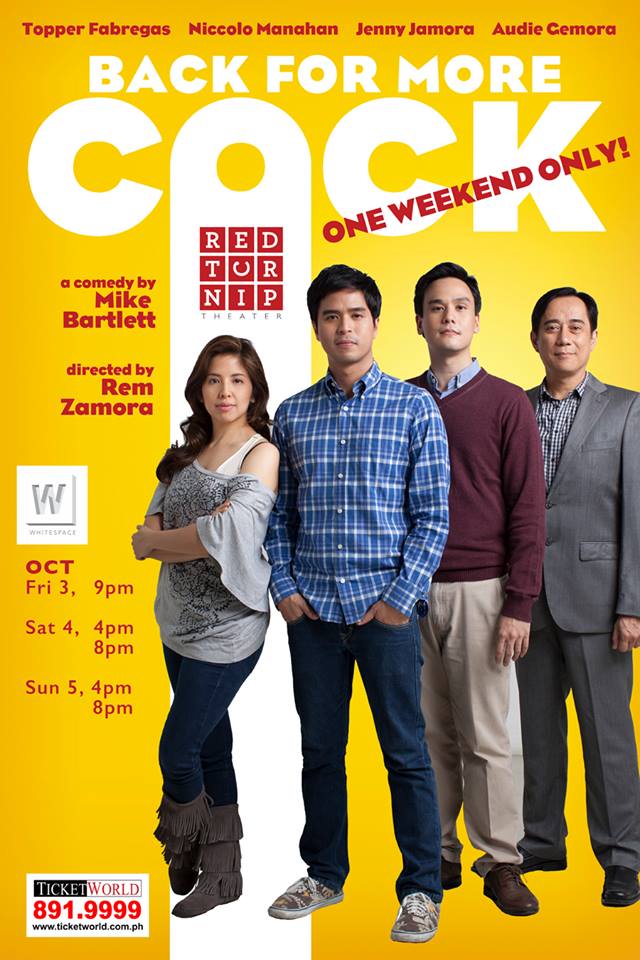 Topper Fabregas Niccolo Manahan Jenny Jamora Audie Gemora
BACK FOR MORE
COCK
ONE WEEKEND ONLY!
RED
TUR
NIP
THEATER
a comedy by
Mike
Bartlett
directed by
Rem
Zamora
W
WHITESPACE
OCT
Fri 3, 9pm
Sat 4, 4pm
8pm
Sun 5, 4pm
8pm
TICKETWORLD
891.9999
www.ticketworld.com.ph